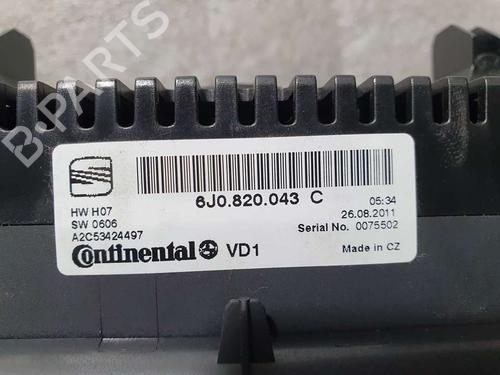 B-PARTS
6J0.820.043 C
HW H07
SW 0606
A2C53424497
05:34
26.08.2011
Serial No. 0075502
Continental VD1
Made in CZ